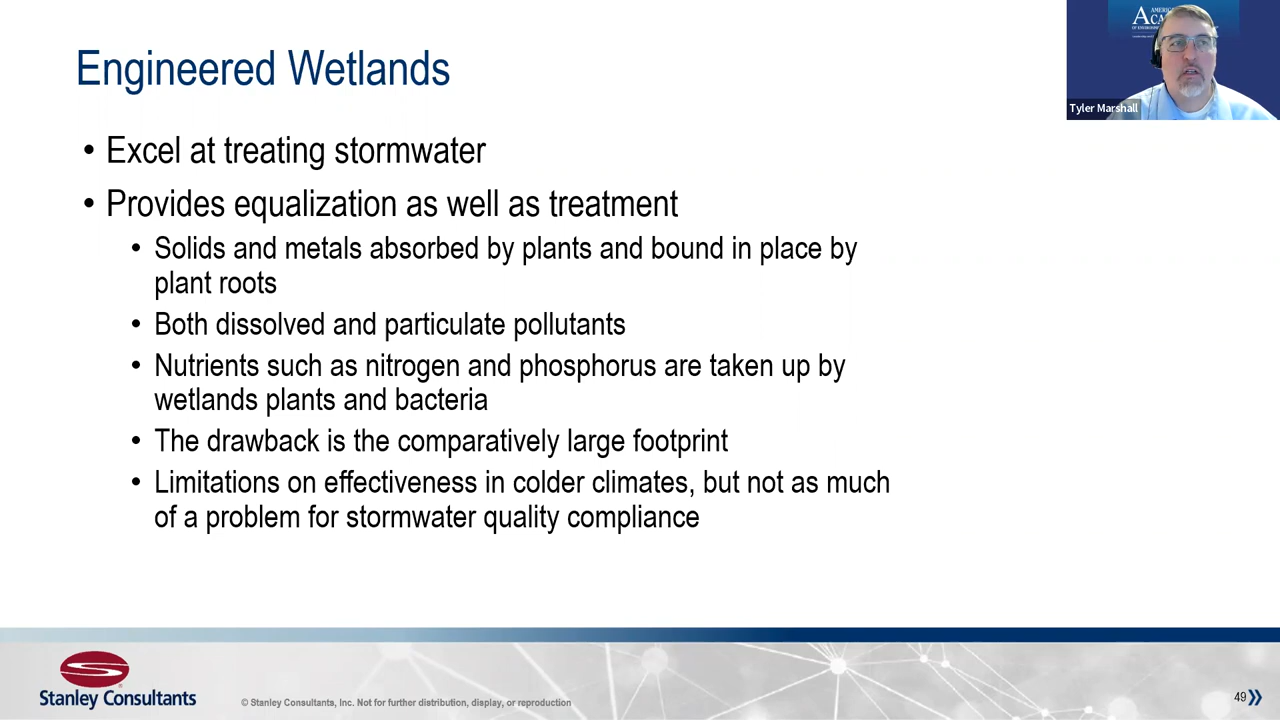 Engineered Wetlands
• Excel at treating stormwater
• Provides equalization as well as treatment
• Solids and metals absorbed by plants and bound in place by
plant roots
• Both dissolved and particulate pollutants
• Nutrients such as nitrogen and phosphorus are taken up by
wetlands plants and bacteria
• The drawback is the comparatively large footprint
• Limitations on effectiveness in colder climates, but not as much
of a problem for stormwater quality compliance
Tyler Marshall
Stanley Consultants
© Stanley Consultants, Inc. Not for further distribution, display, or reproduction
49